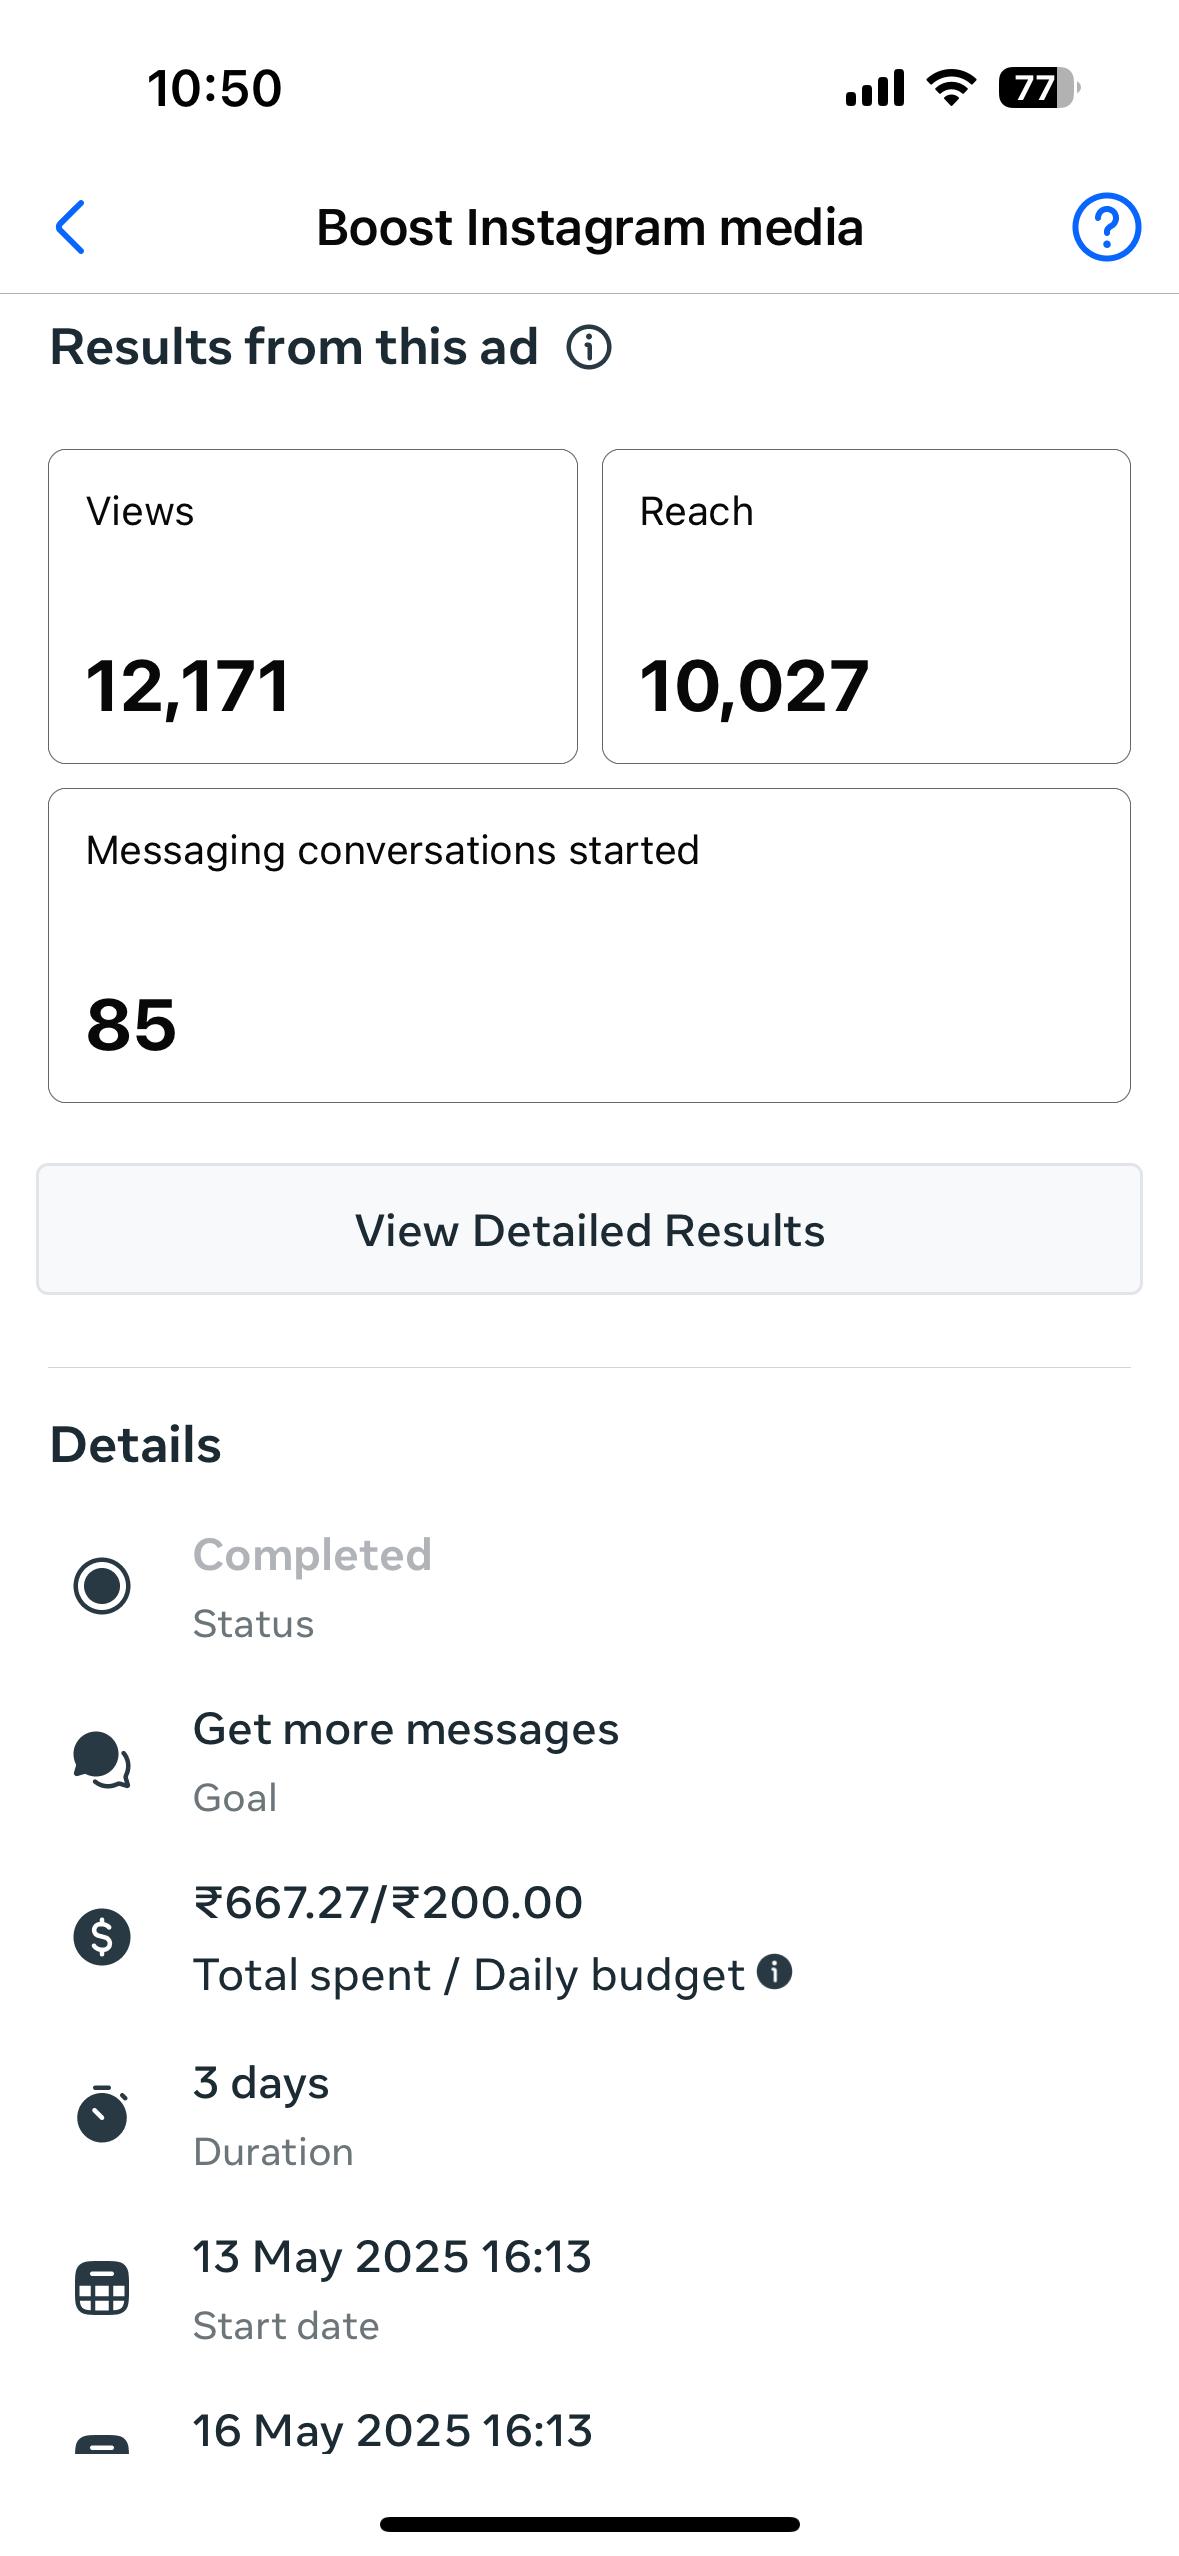 10:50
77
Boost Instagram media
Results from this ad
Views
Reach
12,171
10,027
Messaging conversations started
85
View Detailed Results
Details
Completed
Status
Get more messages
Goal
₹667.27/₹200.00
Total spent / Daily budget
3 days
Duration
13 May 2025 16:13
Start date
16 May 2025 16:13